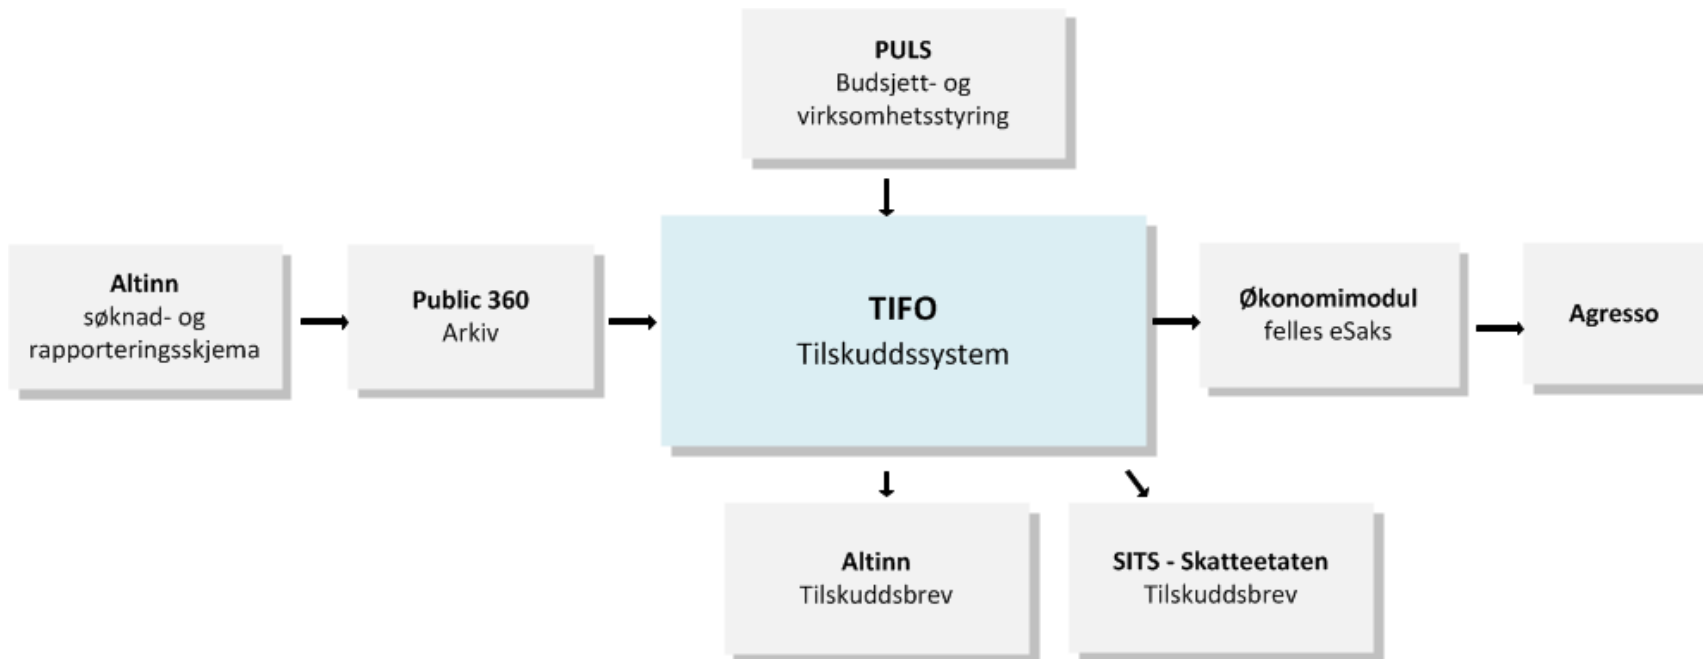 PULS
Budsjett- og
virksomhetsstyring
Altinn
søknad- og
rapporteringsskjema
Public 360
Arkiv
TIFO
Tilskuddssystem
Økonomimodul
felles eSaks
Agresso
Altinn
Tilskuddsbrev
SITS - Skatteetaten
Tilskuddsbrev